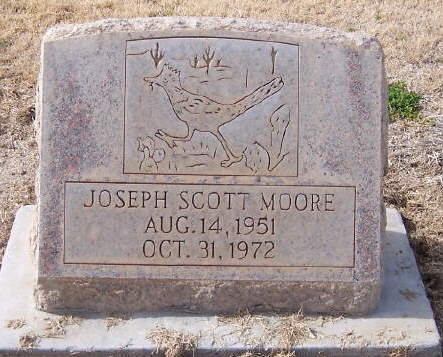 JOSEPH SCOTT MOORE
AUG. 14, 1951
OCT. 31, 1972